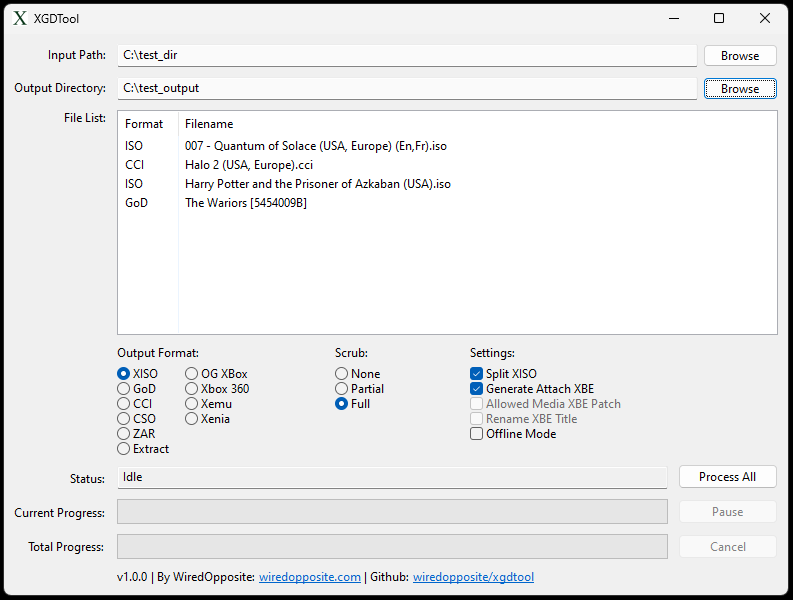 XGDTool
Input Path: C:\test_dir Browse
Output Directory: C:\test_output Browse
File List: Format Filename
ISO 007 - Quantum of Solace (USA, Europe) (En,Fr).iso
CCI Halo 2 (USA, Europe).cci
ISO Harry Potter and the Prisoner of Azkaban (USA).iso
GoD The Wariors [5454009B]
Output Format: Scrub: Settings:
XISO OG XBox None Split XISO
GoD Xbox 360 Partial Generate Attach XBE
CCI Xemu Full Allowed Media XBE Patch
CSO Xenia Rename XBE Title
ZAR Offline Mode
Extract
Status: Idle Process All
Current Progress: Pause
Total Progress: Cancel
v1.0.0 | By WiredOpposite: wiredopposite.com | Github: wiredopposite/xgdtool